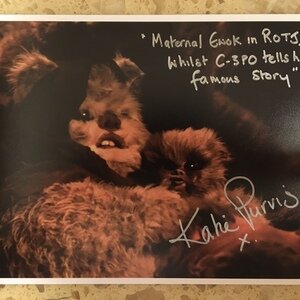 "Maternal Ewok in ROTJ
Whilst C-3PO tells h
famous story"
Katie Purvis
x.